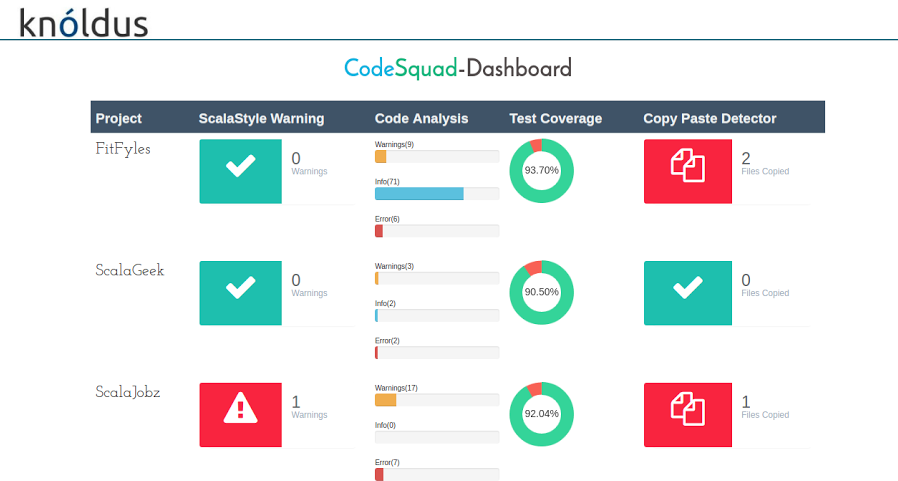 knóldus
CodeSquad-Dashboard
Project ScalaStyle Warning Code Analysis Test Coverage Copy Paste Detector
FitFyles
0
Warnings
Warnings(9)
Info(71)
Error(6)
93.70%
2
Files Copied
ScalaGeek
0
Warnings
Warnings(3)
Info(2)
Error(2)
90.50%
0
Files Copied
ScalaJobz
1
Warnings
Warnings(17)
Info(0)
Error(7)
92.04%
1
Files Copied